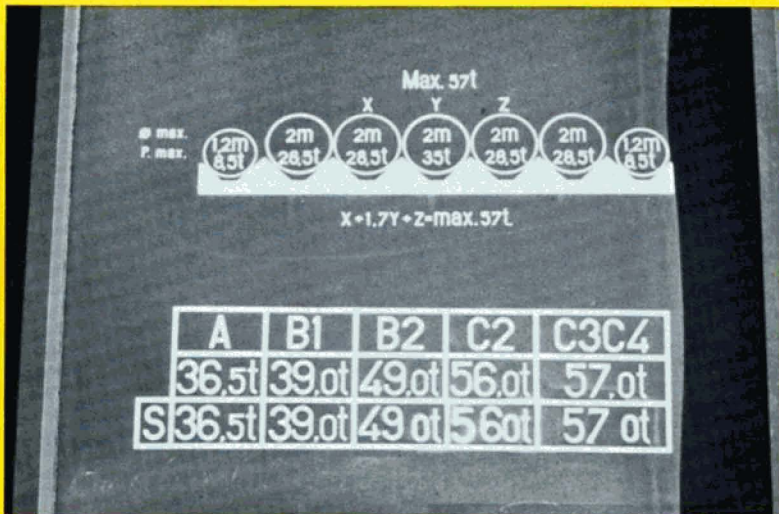 Max. 57t
X Y Z
ø max. 1,2m 2m 2m 2m 2m 2m 1,2m
P. max. 8,5t 28,5t 28,5t 35t 28,5t 28,5t 8,5t
X+1,7Y+Z=max.57t.
A B1 B2 C2 C3C4
36,5t 39,0t 49,0t 56,0t 57,0t
S 36,5t 39,0t 49 0t 560t 57 0t